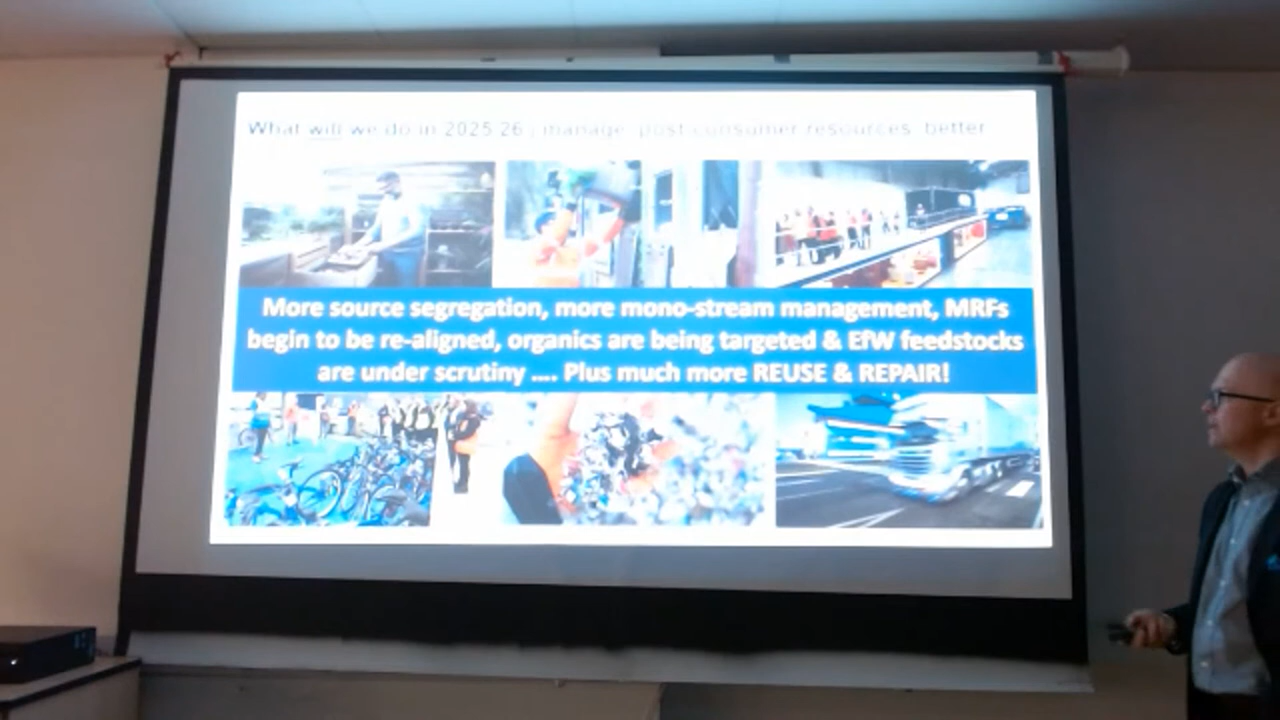 What will we do in 2025 26 , manage post consumer resources better
More source segregation, more mono-stream management, MRFs
begin to be re-aligned, organics are being targeted & EfW feedstocks
are under scrutiny .... Plus much more REUSE & REPAIR!